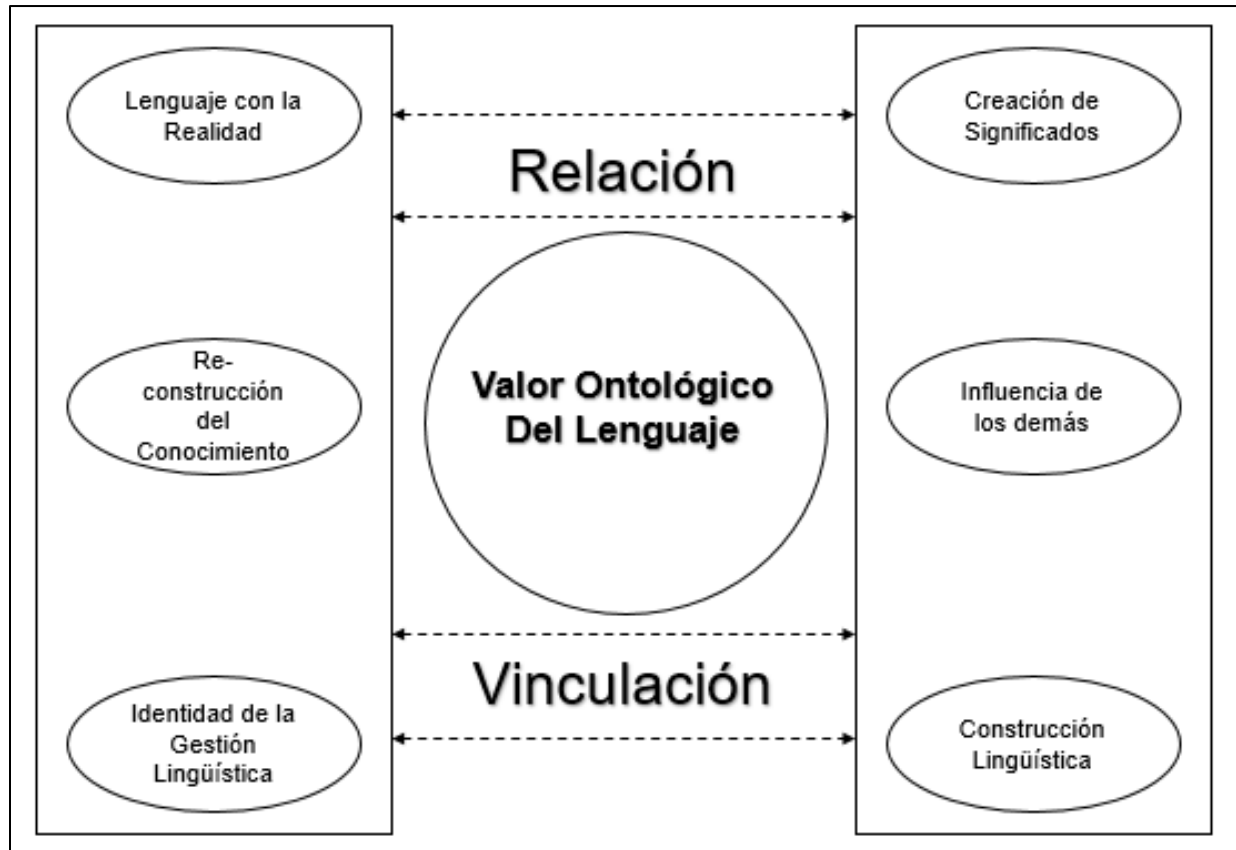 Lenguaje con la
Realidad
Re-
construcción
del
Conocimiento
Identidad de la
Gestión
Lingüística
Relación
Valor Ontológico
Del Lenguaje
Vinculación
Creación de
Significados
Influencia de
los demás
Construcción
Lingüística